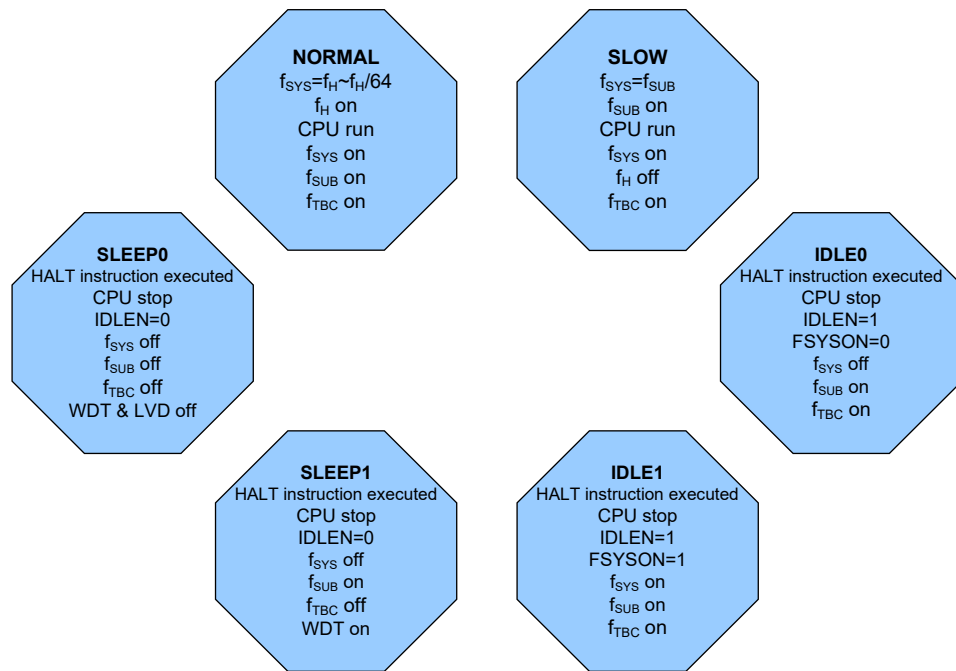 NORMAL
fSYS=fH~fH/64
fH on
CPU run
fSYS on
fSUB on
fTBC on
SLOW
fSYS=fSUB
fSUB on
CPU run
fSYS on
fH off
fTBC on
SLEEP0
HALT instruction executed
CPU stop
IDLEN=0
fSYS off
fSUB off
fTBC off
WDT & LVD off
IDLE0
HALT instruction executed
CPU stop
IDLEN=1
FSYSON=0
fSYS off
fSUB on
fTBC on
SLEEP1
HALT instruction executed
CPU stop
IDLEN=0
fSYS off
fSUB on
fTBC off
WDT on
IDLE1
HALT instruction executed
CPU stop
IDLEN=1
FSYSON=1
fSYS on
fSUB on
fTBC on